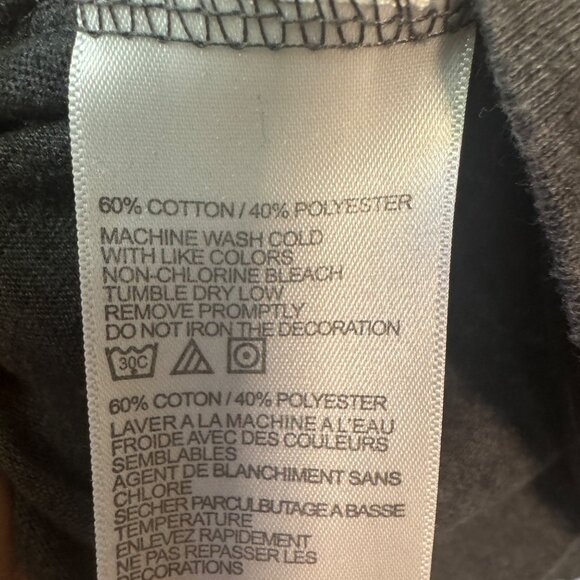 60% COTTON / 40% POLYESTER
MACHINE WASH COLD
WITH LIKE COLORS
NON-CHLORINE BLEACH
TUMBLE DRY LOW
REMOVE PROMPTLY
DO NOT IRON THE DECORATION
30C
60% COTON / 40% POLYESTER
LAVER A LA MACHINE A L'EAU
FROIDE AVEC DES COULEURS
SEMBLABLES
AGENT DE BLANCHIMENT SANS
CHLORE
SECHER PARCULBUTAGE A BASSE
TEMPERATURE
ENLEVEZ RAPIDEMENT
NE PAS REPASSER LES
DECORATIONS